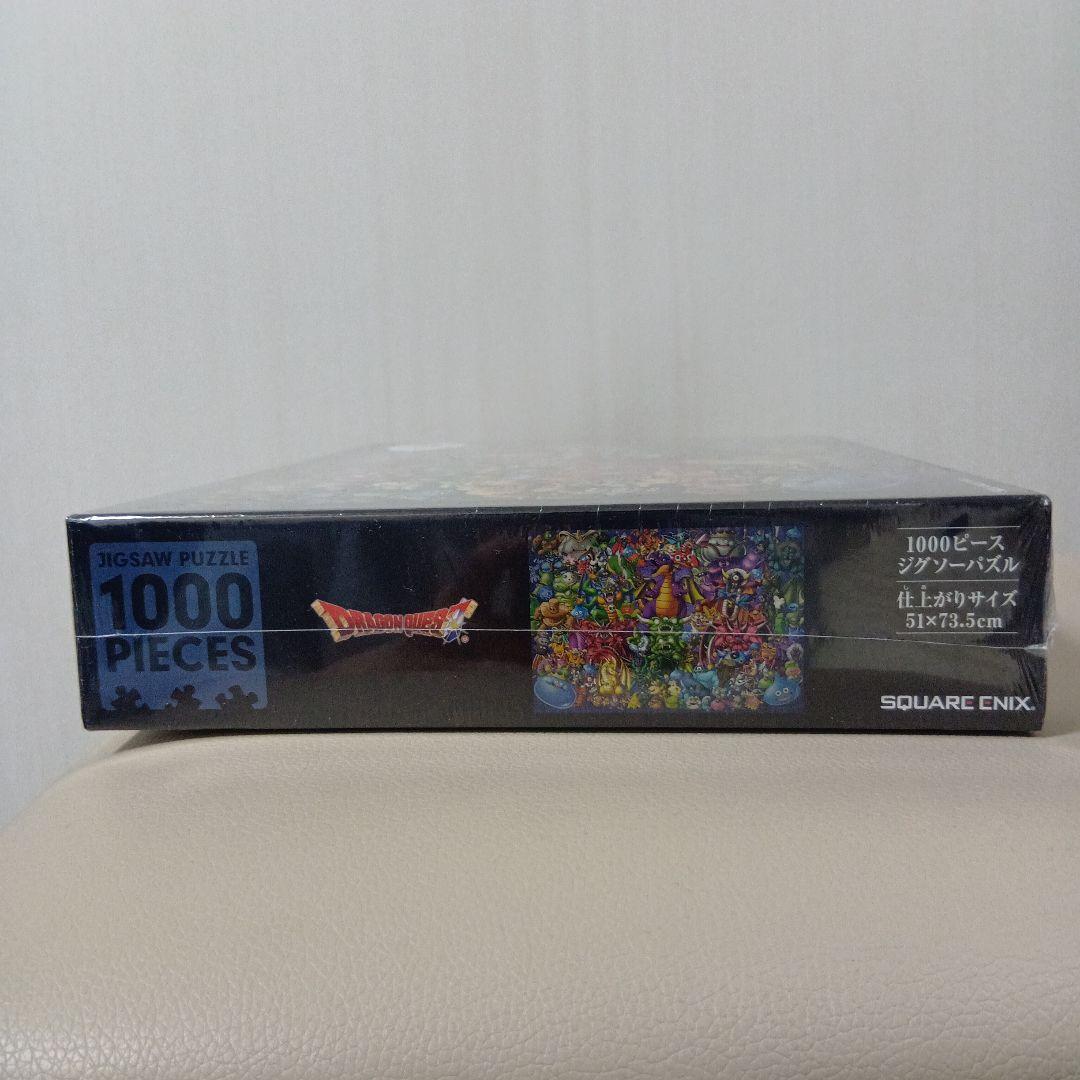 JIGSAW PUZZLE
1000
PIECES
DRAGON QUEST
1000ピース
ジグソーパズル
仕上がりサイズ
51×73.5cm
SQUARE ENIX®